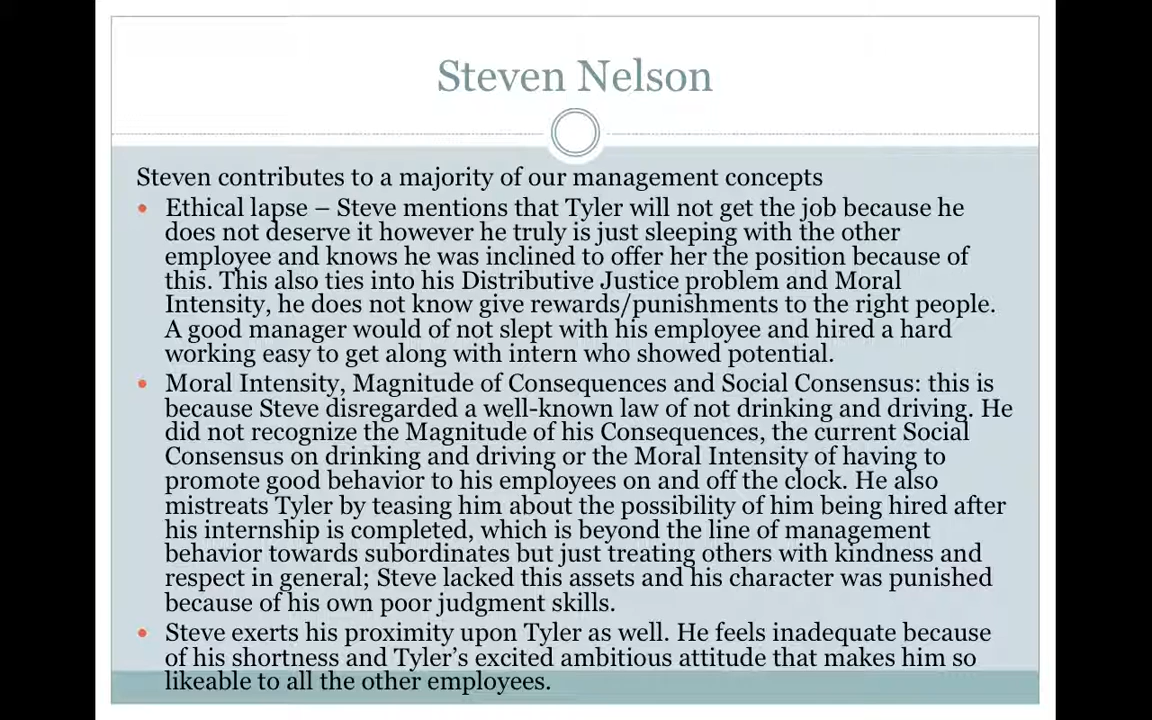 Steven Nelson
Steven contributes to a majority of our management concepts
• Ethical lapse – Steve mentions that Tyler will not get the job because he
does not deserve it however he truly is just sleeping with the other
employee and knows he was inclined to offer her the position because of
this. This also ties into his Distributive Justice problem and Moral
Intensity, he does not know give rewards/punishments to the right people.
A good manager would of not slept with his employee and hired a hard
working easy to get along with intern who showed potential.
• Moral Intensity, Magnitude of Consequences and Social Consensus: this is
because Steve disregarded a well-known law of not drinking and driving. He
did not recognize the Magnitude of his Consequences, the current Social
Consensus on drinking and driving or the Moral Intensity of having to
promote good behavior to his employees on and off the clock. He also
mistreats Tyler by teasing him about the possibility of him being hired after
his internship is completed, which is beyond the line of management
behavior towards subordinates but just treating others with kindness and
respect in general; Steve lacked this assets and his character was punished
because of his own poor judgment skills.
• Steve exerts his proximity upon Tyler as well. He feels inadequate because
of his shortness and Tyler’s excited ambitious attitude that makes him so
likeable to all the other employees.